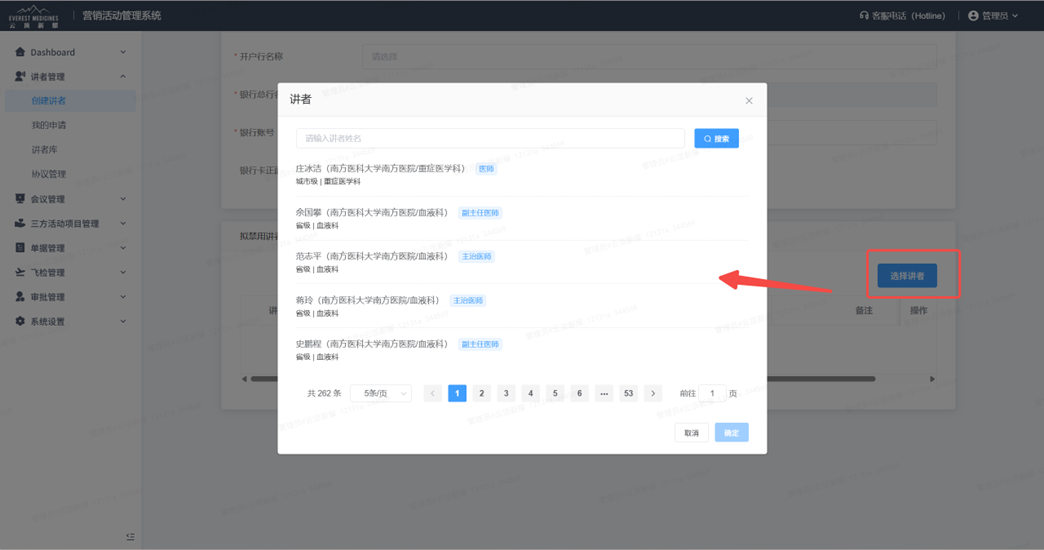 EVEREST MEDICINES
云顶新耀
营销活动管理系统
客服电话（Hotline）
管理员
Dashboard
讲者管理
创建讲者
我的申请
讲者库
协议管理
会议管理
三方活动项目管理
单据管理
飞检管理
审批管理
系统设置
* 开户行名称
请选择
* 银行总行
* 银行账号
银行卡正
拟禁用讲
选择讲者
讲
备注
操作
讲者
请输入讲者姓名
搜索
庄冰洁（南方医科大学南方医院/重症医学科） 医师
城市级 | 重症医学科
余国攀（南方医科大学南方医院/血液科） 副主任医师
省级 | 血液科
范志平（南方医科大学南方医院/血液科） 主治医师
省级 | 血液科
蒋玲（南方医科大学南方医院/血液科） 主治医师
省级 | 血液科
史鹏程（南方医科大学南方医院/血液科） 副主任医师
省级 | 血液科
共 262 条 5条/页 1 2 3 4 5 6 ••• 53 前往 1 页
取消 确定